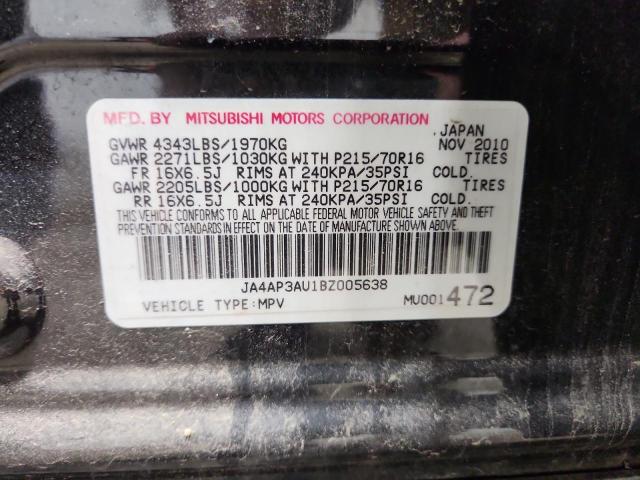 MFD. BY MITSUBISHI MOTORS CORPORATION JAPAN
GVWR 4343LBS/1970KG NOV 2010
GAWR 2271LBS/1030KG WITH P215/70R16 TIRES
FR 16X6.5J RIMS AT 240KPA/35PSI COLD.
GAWR 2205LBS/1000KG WITH P215/70R16 TIRES
RR 16X6.5J RIMS AT 240KPA/35PSI COLD.
THIS VEHICLE CONFORMS TO ALL APPLICABLE FEDERAL MOTOR VEHICLE SAFETY AND THEFT
PREVENTION STANDARDS IN EFFECT ON THE DATE OF MANUFACTURE SHOWN ABOVE.
JA4AP3AU1BZ005638
VEHICLE TYPE:MPV MU001472